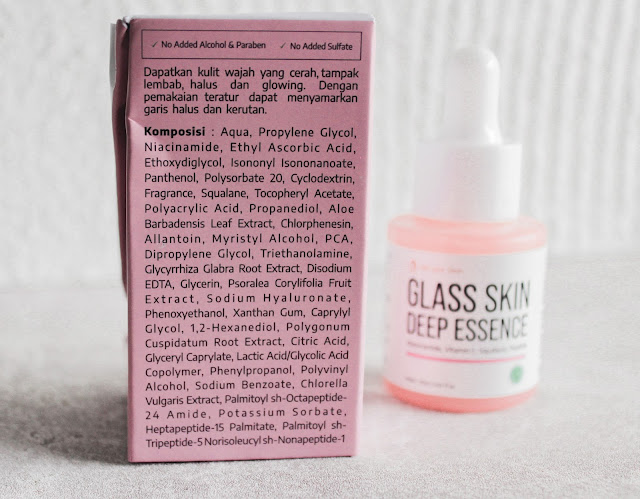 ✓ No Added Alcohol & Paraben ✓ No Added Sulfate
Dapatkan kulit wajah yang cerah, tampak
lembab, halus dan glowing. Dengan
pemakaian teratur dapat menyamarkan
garis halus dan kerutan.
Komposisi : Aqua, Propylene Glycol,
Niacinamide, Ethyl Ascorbic Acid,
Ethoxydiglycol, Isononyl Isononanoate,
Panthenol, Polysorbate 20, Cyclodextrin,
Fragrance, Squalane, Tocopheryl Acetate,
Polyacrylic Acid, Propanediol, Aloe
Barbadensis Leaf Extract, Chlorphenesin,
Allantoin, Myristyl Alcohol, PCA,
Dipropylene Glycol, Triethanolamine,
Glycyrrhiza Glabra Root Extract, Disodium
EDTA, Glycerin, Psoralea Corylifolia Fruit
Extract, Sodium Hyaluronate,
Phenoxyethanol, Xanthan Gum, Caprylyl
Glycol, 1,2-Hexanediol, Polygonum
Cuspidatum Root Extract, Citric Acid,
Glyceryl Caprylate, Lactic Acid/Glycolic Acid
Copolymer, Phenylpropanol, Polyvinyl
Alcohol, Sodium Benzoate, Chlorella
Vulgaris Extract, Palmitoyl sh-Octapeptide-
24 Amide, Potassium Sorbate,
Heptapeptide-15 Palmitate, Palmitoyl sh-
Tripeptide-5 Norisoleucyl sh-Nonapeptide-1
GLASS SKIN
DEEP ESSENCE